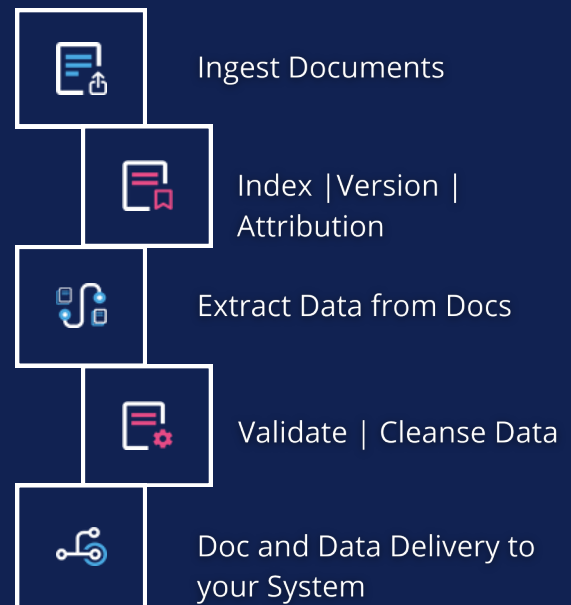 Ingest Documents
Index |Version |
Attribution
Extract Data from Docs
Validate | Cleanse Data
Doc and Data Delivery to
your System